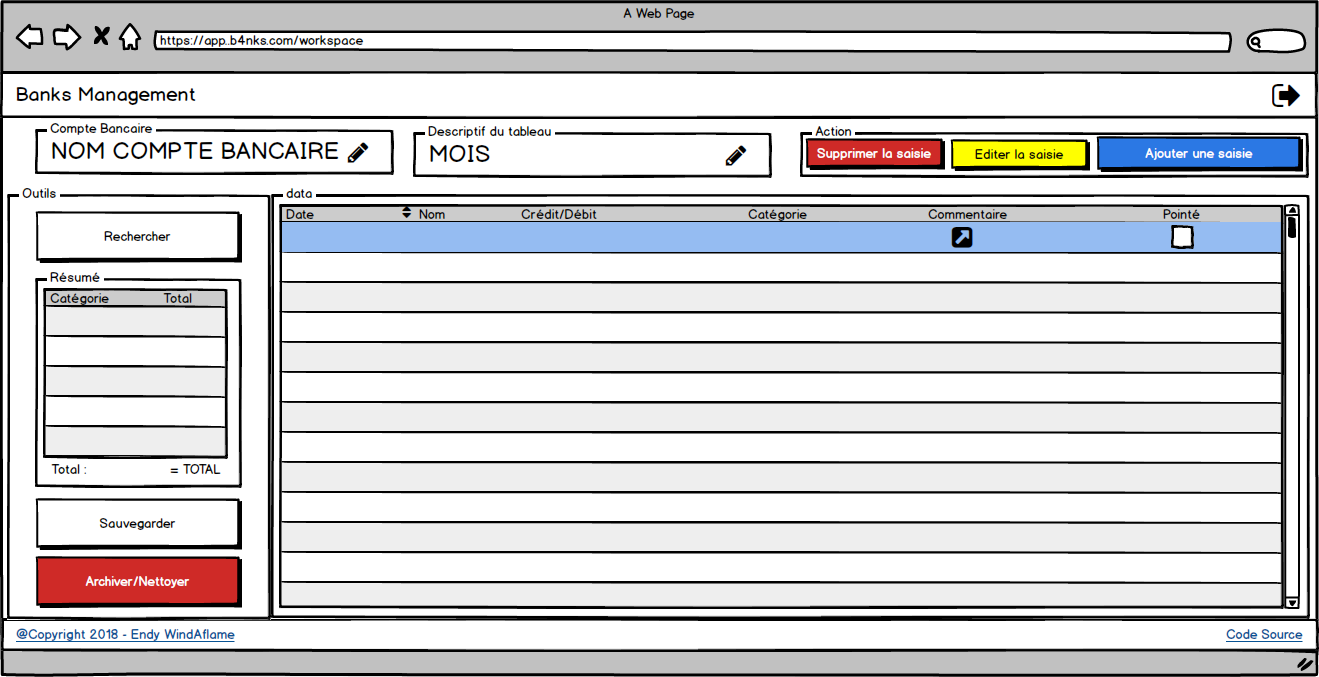 A Web Page
https://app.b4nks.com/workspace
Banks Management
Compte Bancaire
NOM COMPTE BANCAIRE
Descriptif du tableau
MOIS
Action
Supprimer la saisie
Editer la saisie
Ajouter une saisie
Outils
Rechercher
Résumé
Catégorie Total
Total : = TOTAL
Sauvegarder
Archiver/Nettoyer
data
Date Nom Crédit/Débit Catégorie Commentaire Pointé
@Copyright 2018 - Endy WindAflame
Code Source